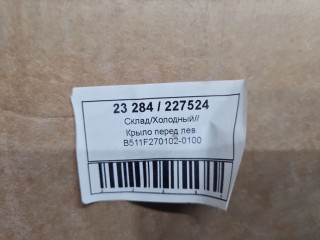 23 284 / 227524
Склад/Холодный//
Крыло перед лев.
B511F270102-0100